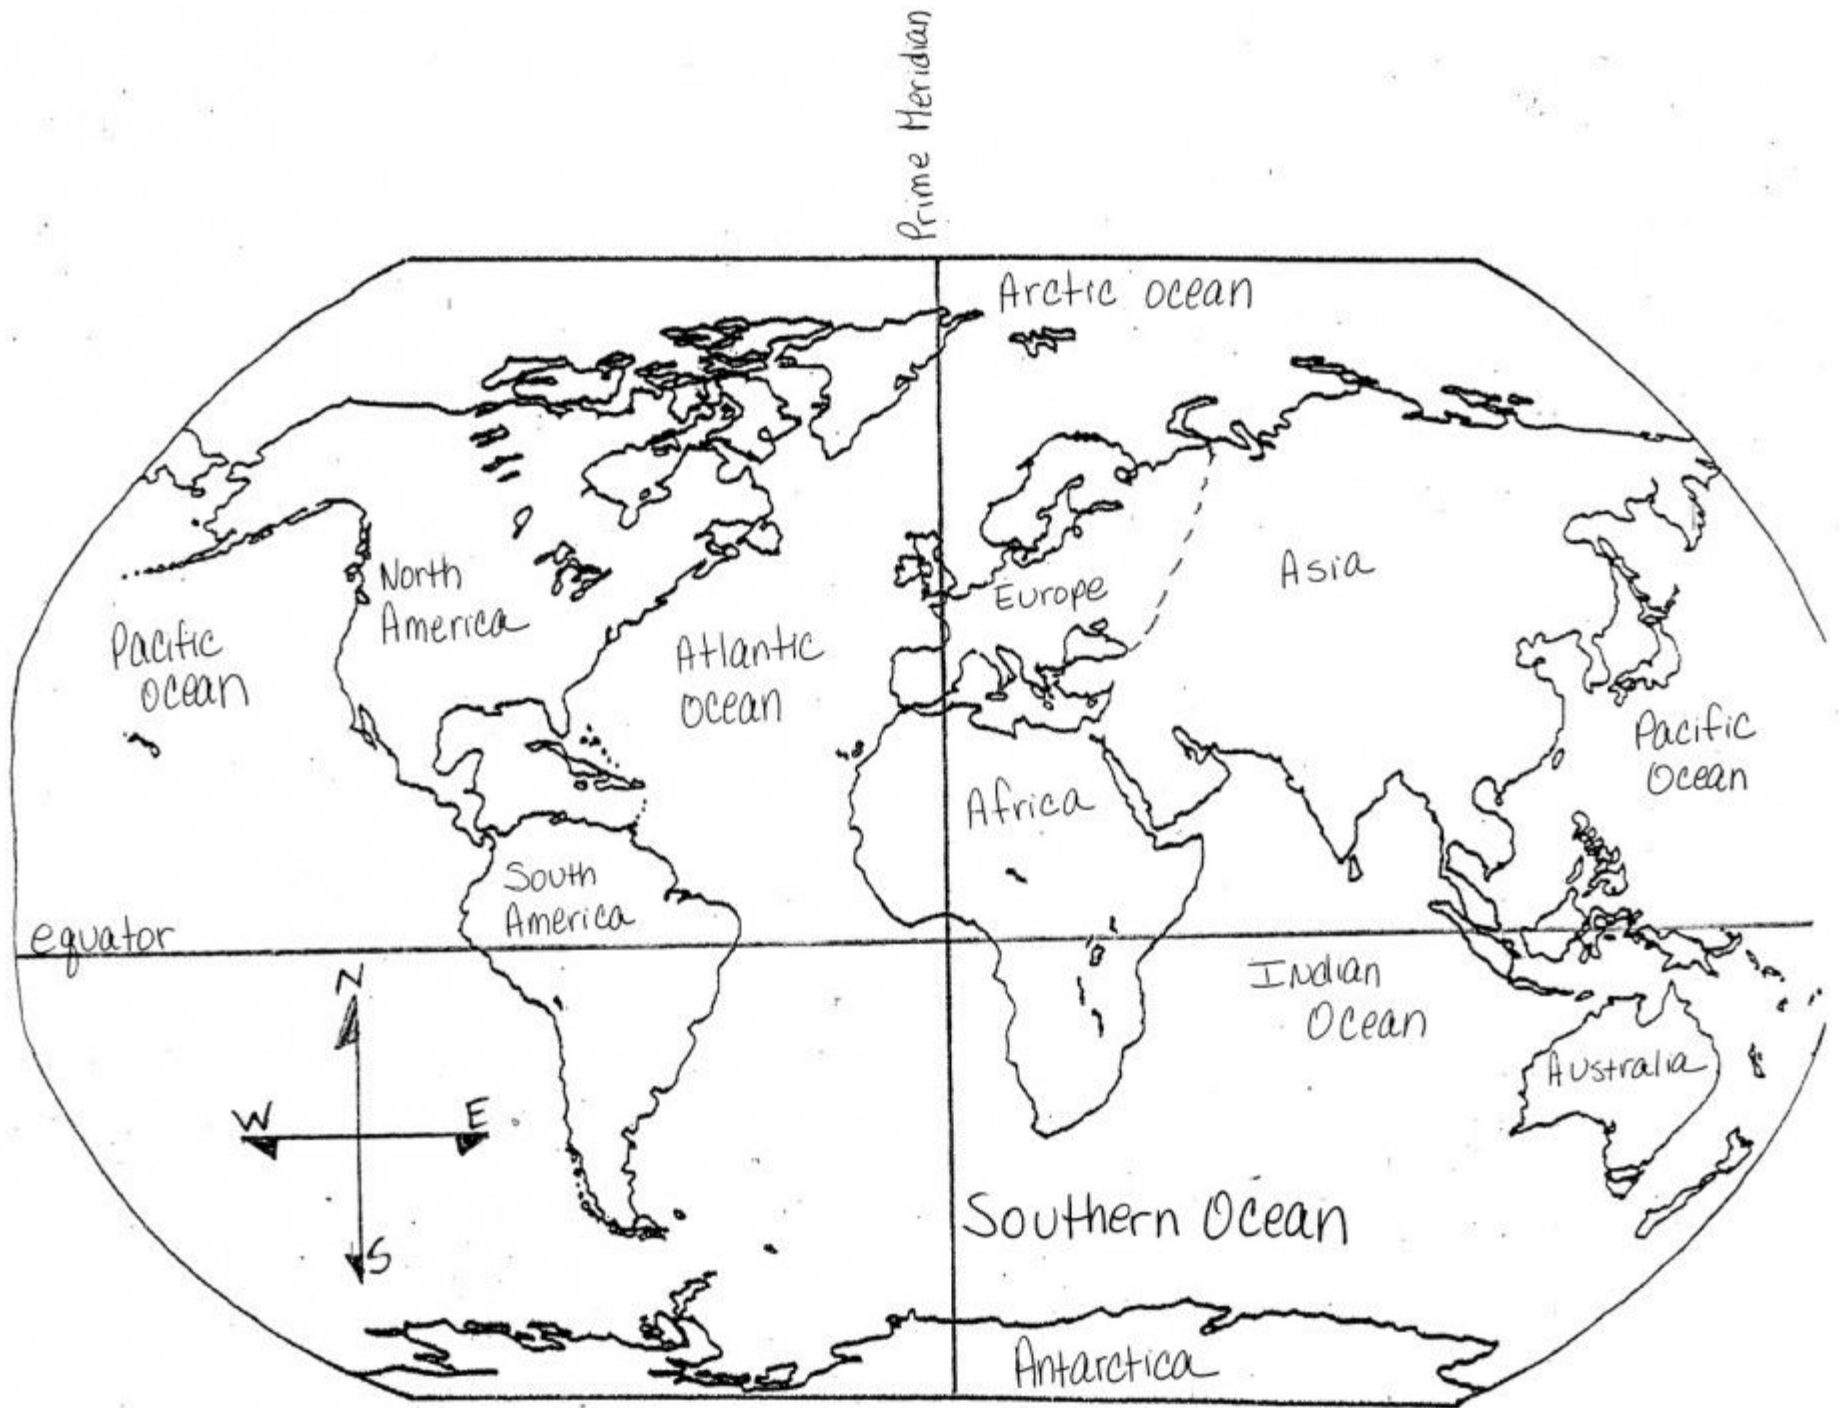 Prime Meridian
Arctic ocean
North
America
Europe
Asia
Pacific
Ocean
Atlantic
Ocean
Pacific
Ocean
Africa
South
America
equator
Indian
Ocean
Australia
N
W
E
S
Southern Ocean
Antarctica